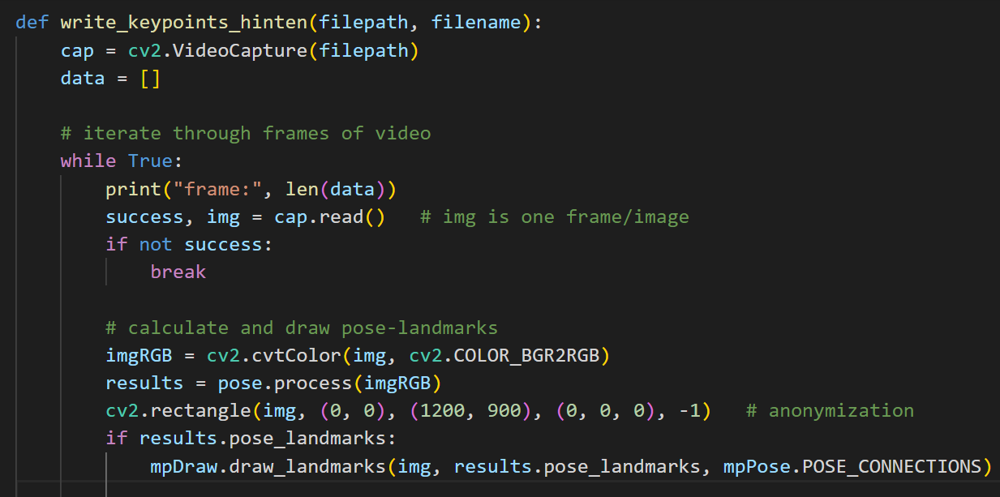 def write_keypoints_hinten(filepath, filename):
    cap = cv2.VideoCapture(filepath)
    data = []

    # iterate through frames of video
    while True:
        print("frame:", len(data))
        success, img = cap.read()   # img is one frame/image
        if not success:
            break

        # calculate and draw pose-landmarks
        imgRGB = cv2.cvtColor(img, cv2.COLOR_BGR2RGB)
        results = pose.process(imgRGB)
        cv2.rectangle(img, (0, 0), (1200, 900), (0, 0, 0), -1)   # anonymization
        if results.pose_landmarks:
            mpDraw.draw_landmarks(img, results.pose_landmarks, mpPose.POSE_CONNECTIONS)